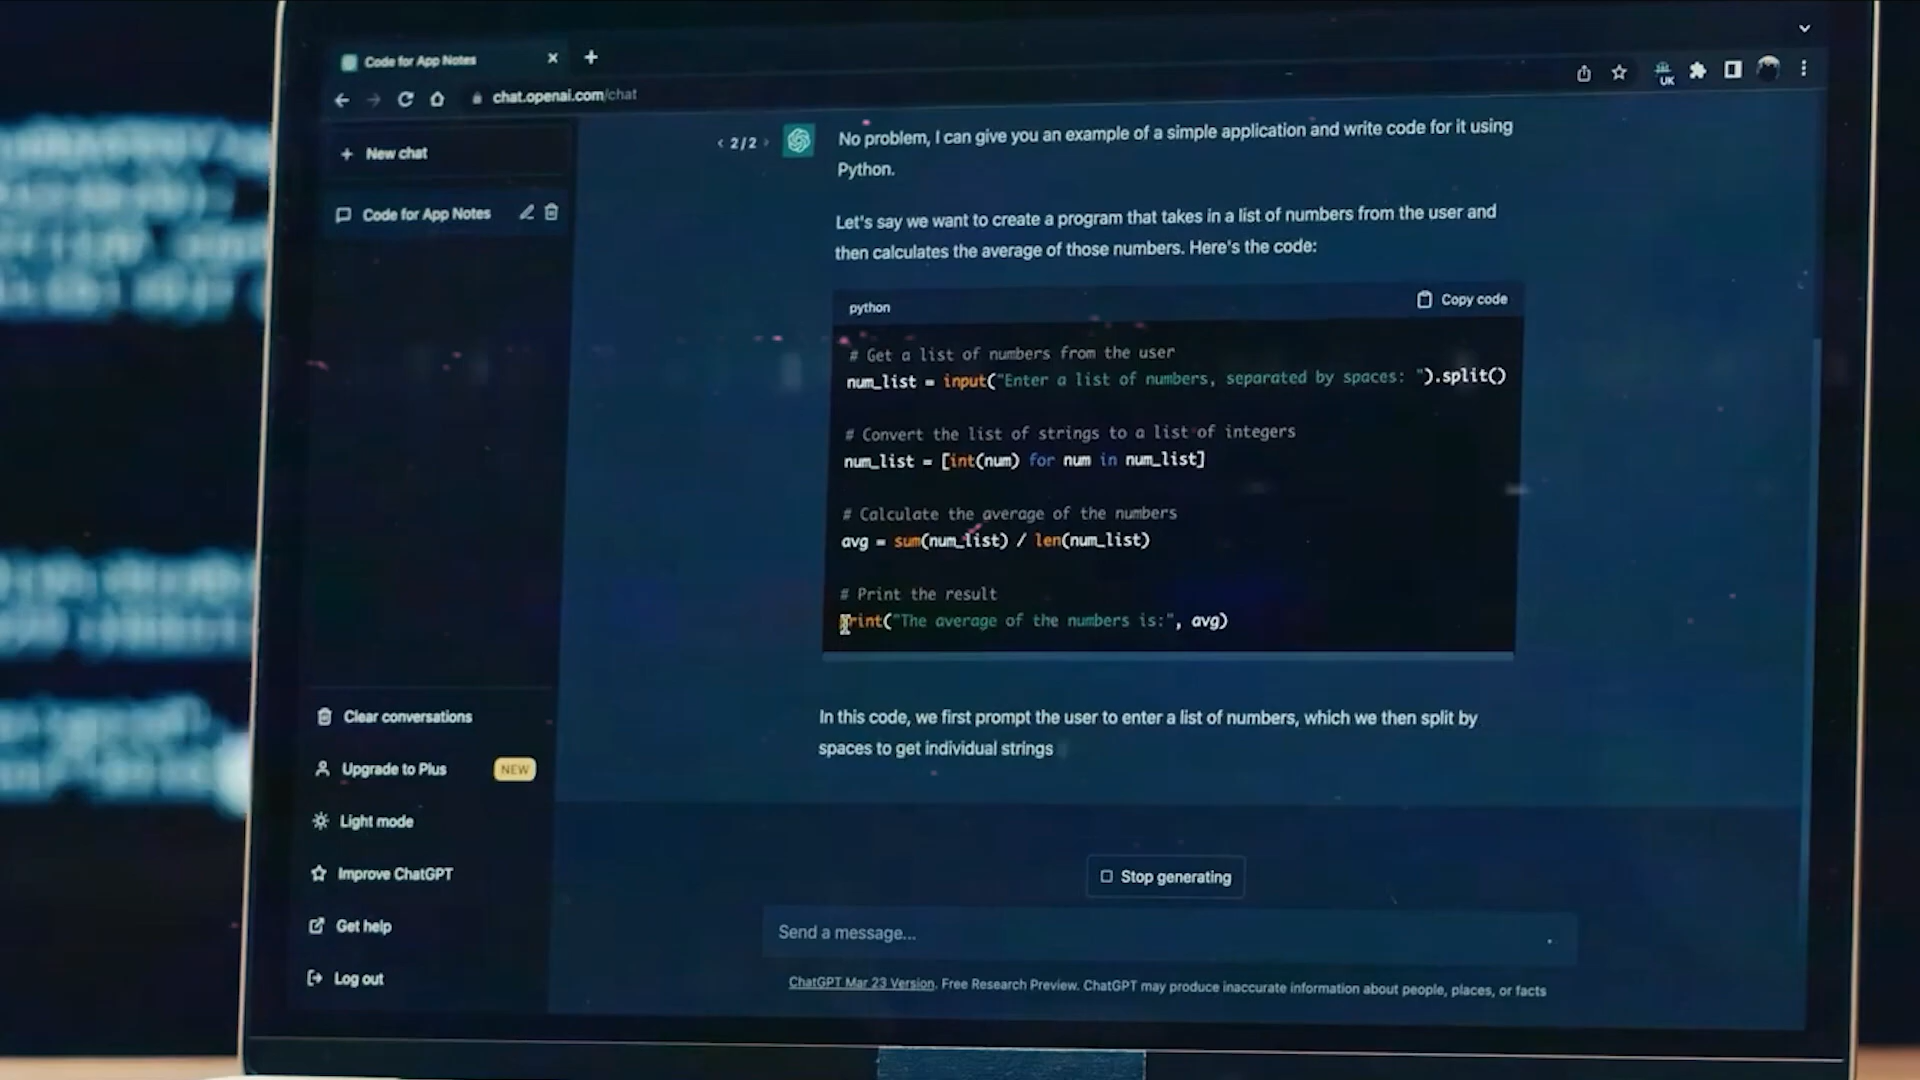 Code for App Notes
chat.openai.com/chat
UK
New chat
Code for App Notes
2/2
No problem, I can give you an example of a simple application and write code for it using
Python.
Let's say we want to create a program that takes in a list of numbers from the user and
then calculates the average of those numbers. Here's the code:
python
Copy code
# Get a list of numbers from the user
num_list = input("Enter a list of numbers, separated by spaces: ").split()
# Convert the list of strings to a list of integers
num_list = [int(num) for num in num_list]
# Calculate the average of the numbers
avg = sum(num_list) / len(num_list)
# Print the result
print("The average of the numbers is:", avg)
In this code, we first prompt the user to enter a list of numbers, which we then split by
spaces to get individual strings
Clear conversations
Upgrade to Plus NEW
Light mode
Improve ChatGPT
Get help
Log out
Stop generating
Send a message...
ChatGPT Mar 23 Version. Free Research Preview. ChatGPT may produce inaccurate information about people, places, or facts